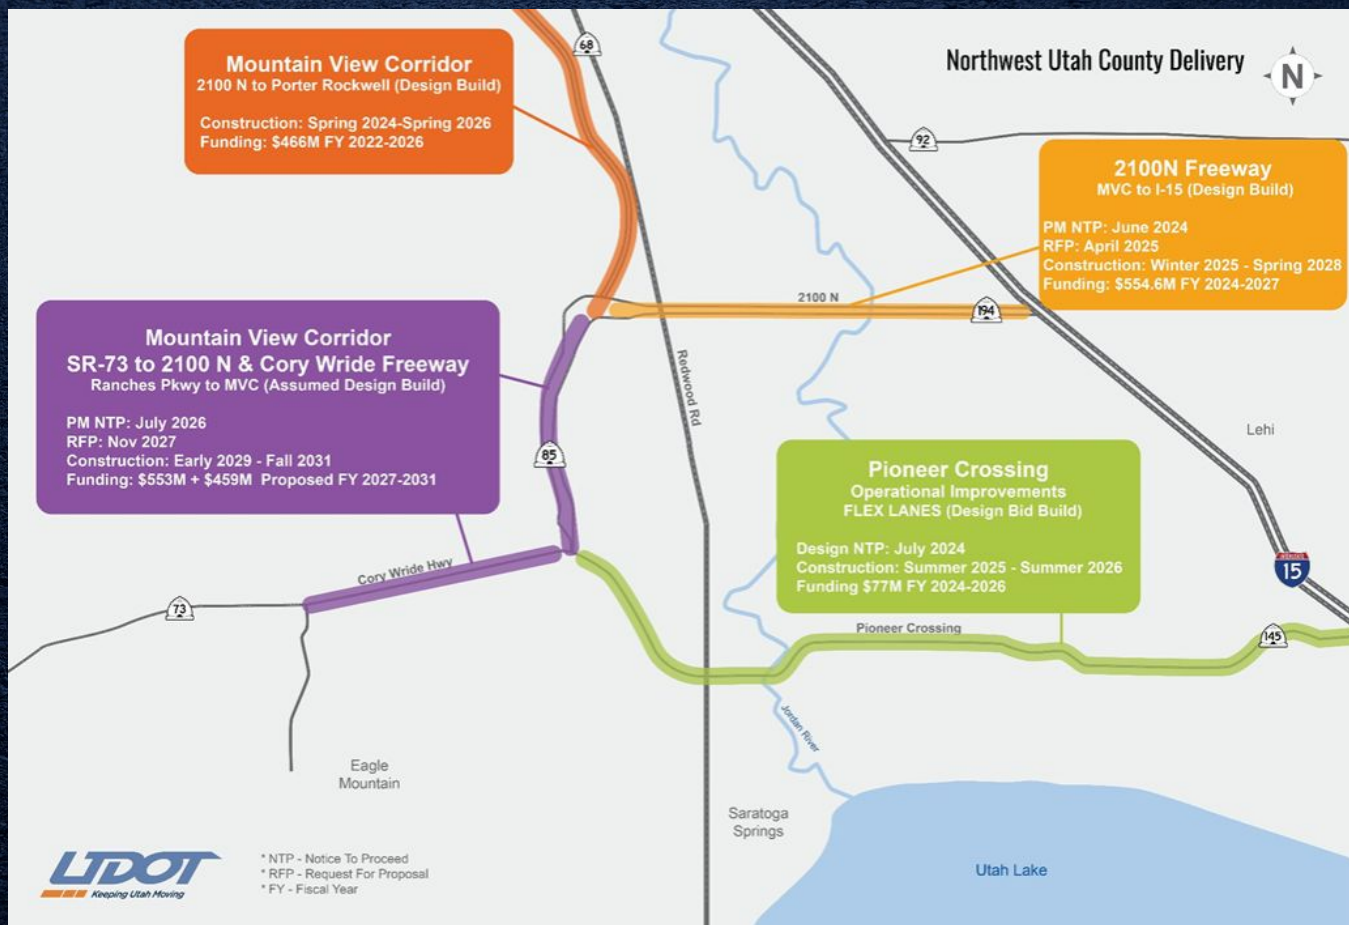 Northwest Utah County Delivery
N
Mountain View Corridor
2100 N to Porter Rockwell (Design Build)
Construction: Spring 2024-Spring 2026
Funding: $466M FY 2022-2026
68
92
2100N Freeway
MVC to I-15 (Design Build)
PM NTP: June 2024
RFP: April 2025
Construction: Winter 2025 - Spring 2028
Funding: $554.6M FY 2024-2027
2100 N
194
Mountain View Corridor
SR-73 to 2100 N & Cory Wride Freeway
Ranches Pkwy to MVC (Assumed Design Build)
PM NTP: July 2026
RFP: Nov 2027
Construction: Early 2029 - Fall 2031
Funding: $553M + $459M Proposed FY 2027-2031
Redwood Rd
85
Lehi
Pioneer Crossing
Operational Improvements
FLEX LANES (Design Bid Build)
Design NTP: July 2024
Construction: Summer 2025 - Summer 2026
Funding $77M FY 2024-2026
INTERSTATE
15
Cory Wride Hwy
73
Pioneer Crossing
145
Jordan River
Eagle
Mountain
Saratoga
Springs
Utah Lake
UDOT
Keeping Utah Moving
* NTP - Notice To Proceed
* RFP - Request For Proposal
* FY - Fiscal Year